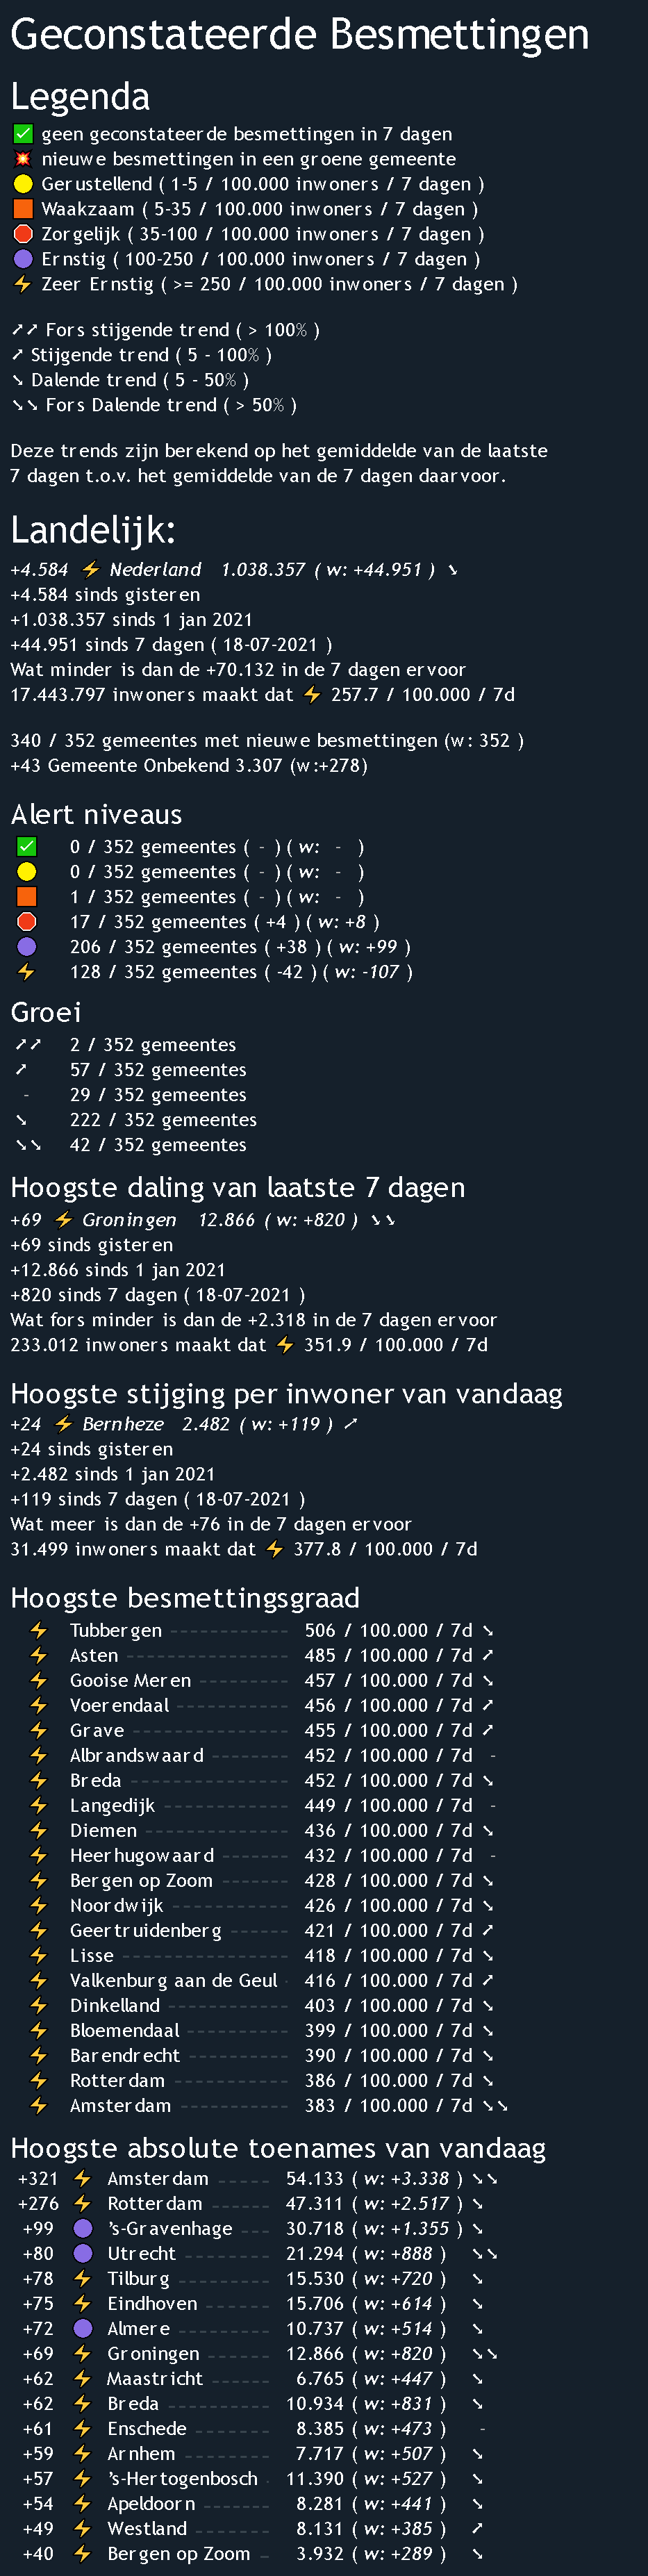 Geconstateerde Besmettingen
Legenda
✅ geen geconstateerde besmettingen in 7 dagen
💥 nieuwe besmettingen in een groene gemeente
🟡 Gerustellend ( 1-5 / 100.000 inwoners / 7 dagen )
🟧 Waakzaam ( 5-35 / 100.000 inwoners / 7 dagen )
🛑 Zorgelijk ( 35-100 / 100.000 inwoners / 7 dagen )
🟣 Ernstig ( 100-250 / 100.000 inwoners / 7 dagen )
⚡ Zeer Ernstig ( >= 250 / 100.000 inwoners / 7 dagen )
➚➚ Fors stijgende trend ( > 100% )
➚ Stijgende trend ( 5 - 100% )
➘ Dalende trend ( 5 - 50% )
➘➘ Fors Dalende trend ( > 50% )
Deze trends zijn berekend op het gemiddelde van de laatste
7 dagen t.o.v. het gemiddelde van de 7 dagen daarvoor.
Landelijk:
+4.584 ⚡ Nederland 1.038.357 ( w: +44.951 ) ➘
+4.584 sinds gisteren
+1.038.357 sinds 1 jan 2021
+44.951 sinds 7 dagen ( 18-07-2021 )
Wat minder is dan de +70.132 in de 7 dagen ervoor
17.443.797 inwoners maakt dat ⚡ 257.7 / 100.000 / 7d
340 / 352 gemeentes met nieuwe besmettingen (w: 352 )
+43 Gemeente Onbekend 3.307 (w:+278)
Alert niveaus
✅ 0 / 352 gemeentes ( - ) ( w: - )
🟡 0 / 352 gemeentes ( - ) ( w: - )
🟧 1 / 352 gemeentes ( - ) ( w: - )
🛑 17 / 352 gemeentes ( +4 ) ( w: +8 )
🟣 206 / 352 gemeentes ( +38 ) ( w: +99 )
⚡ 128 / 352 gemeentes ( -42 ) ( w: -107 )
Groei
➚➚ 2 / 352 gemeentes
➚ 57 / 352 gemeentes
- 29 / 352 gemeentes
➘ 222 / 352 gemeentes
➘➘ 42 / 352 gemeentes
Hoogste daling van laatste 7 dagen
+69 ⚡ Groningen 12.866 ( w: +820 ) ➘➘
+69 sinds gisteren
+12.866 sinds 1 jan 2021
+820 sinds 7 dagen ( 18-07-2021 )
Wat fors minder is dan de +2.318 in de 7 dagen ervoor
233.012 inwoners maakt dat ⚡ 351.9 / 100.000 / 7d
Hoogste stijging per inwoner van vandaag
+24 ⚡ Bernheze 2.482 ( w: +119 ) ➚
+24 sinds gisteren
+2.482 sinds 1 jan 2021
+119 sinds 7 dagen ( 18-07-2021 )
Wat meer is dan de +76 in de 7 dagen ervoor
31.499 inwoners maakt dat ⚡ 377.8 / 100.000 / 7d
Hoogste besmettingsgraad
⚡ Tubbergen 506 / 100.000 / 7d ➘
⚡ Asten 485 / 100.000 / 7d ➚
⚡ Gooise Meren 457 / 100.000 / 7d ➘
⚡ Voerendaal 456 / 100.000 / 7d ➚
⚡ Grave 455 / 100.000 / 7d ➚
⚡ Albrandswaard 452 / 100.000 / 7d -
⚡ Breda 452 / 100.000 / 7d ➘
⚡ Langedijk 449 / 100.000 / 7d -
⚡ Diemen 436 / 100.000 / 7d ➘
⚡ Heerhugowaard 432 / 100.000 / 7d -
⚡ Bergen op Zoom 428 / 100.000 / 7d ➘
⚡ Noordwijk 426 / 100.000 / 7d ➘
⚡ Geertruidenberg 421 / 100.000 / 7d ➚
⚡ Lisse 418 / 100.000 / 7d ➘
⚡ Valkenburg aan de Geul 416 / 100.000 / 7d ➚
⚡ Dinkelland 403 / 100.000 / 7d ➘
⚡ Bloemendaal 399 / 100.000 / 7d ➘
⚡ Barendrecht 390 / 100.000 / 7d ➘
⚡ Rotterdam 386 / 100.000 / 7d ➘
⚡ Amsterdam 383 / 100.000 / 7d ➘➘
Hoogste absolute toenames van vandaag
+321 ⚡ Amsterdam 54.133 ( w: +3.338 ) ➘➘
+276 ⚡ Rotterdam 47.311 ( w: +2.517 ) ➘
+99 🟣 's-Gravenhage 30.718 ( w: +1.355 ) ➘
+80 🟣 Utrecht 21.294 ( w: +888 ) ➘➘
+78 ⚡ Tilburg 15.530 ( w: +720 ) ➘
+75 ⚡ Eindhoven 15.706 ( w: +614 ) ➘
+72 🟣 Almere 10.737 ( w: +514 ) ➘
+69 ⚡ Groningen 12.866 ( w: +820 ) ➘➘
+62 ⚡ Maastricht 6.765 ( w: +447 ) ➘
+62 ⚡ Breda 10.934 ( w: +831 ) ➘
+61 ⚡ Enschede 8.385 ( w: +473 ) -
+59 ⚡ Arnhem 7.717 ( w: +507 ) ➘
+57 ⚡ 's-Hertogenbosch 11.390 ( w: +527 ) ➘
+54 ⚡ Apeldoorn 8.281 ( w: +441 ) ➘
+49 ⚡ Westland 8.131 ( w: +385 ) ➚
+40 ⚡ Bergen op Zoom 3.932 ( w: +289 ) ➘